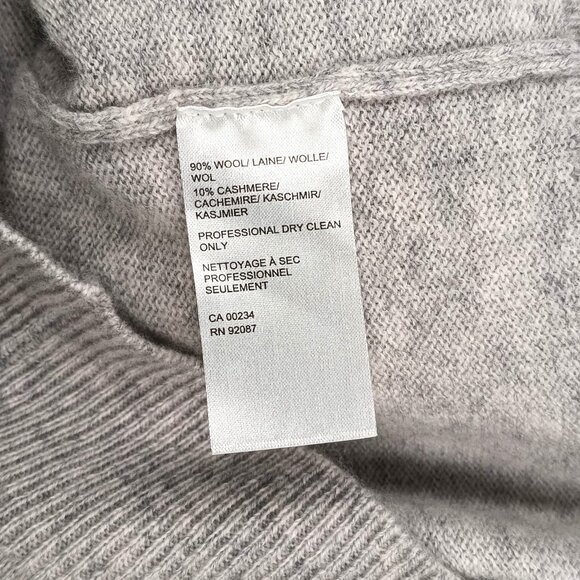 90% WOOL/ LAINE/ WOLLE/
WOL
10% CASHMERE/
CACHEMIRE/ KASCHMIR/
KASJMIER
PROFESSIONAL DRY CLEAN
ONLY
NETTOYAGE À SEC
PROFESSIONNEL
SEULEMENT
CA 00234
RN 92087